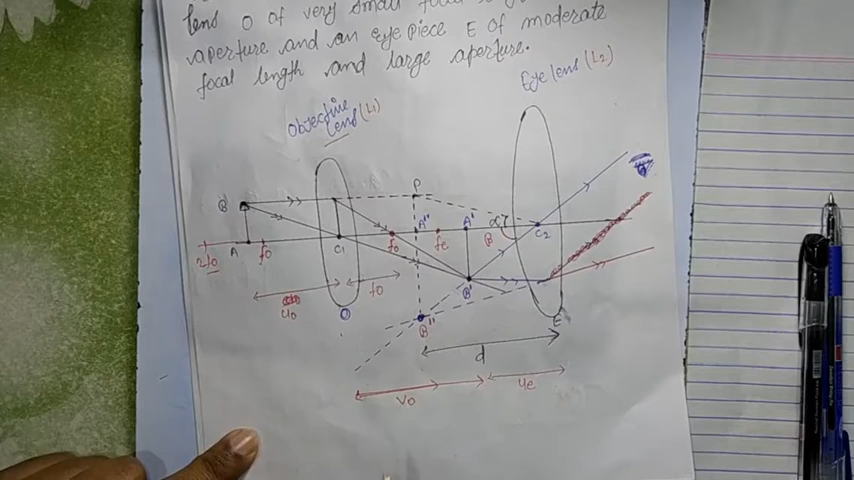 lens O of very small focal
aperture and an eye piece E of moderate
focal length and large aperture.
Eye lens (L2)
Objective
lens (L1)
P
B
A" A' α
A fo C1 fo fe β C2
2fo
uo fo
B'
O B" E
d
vo ue